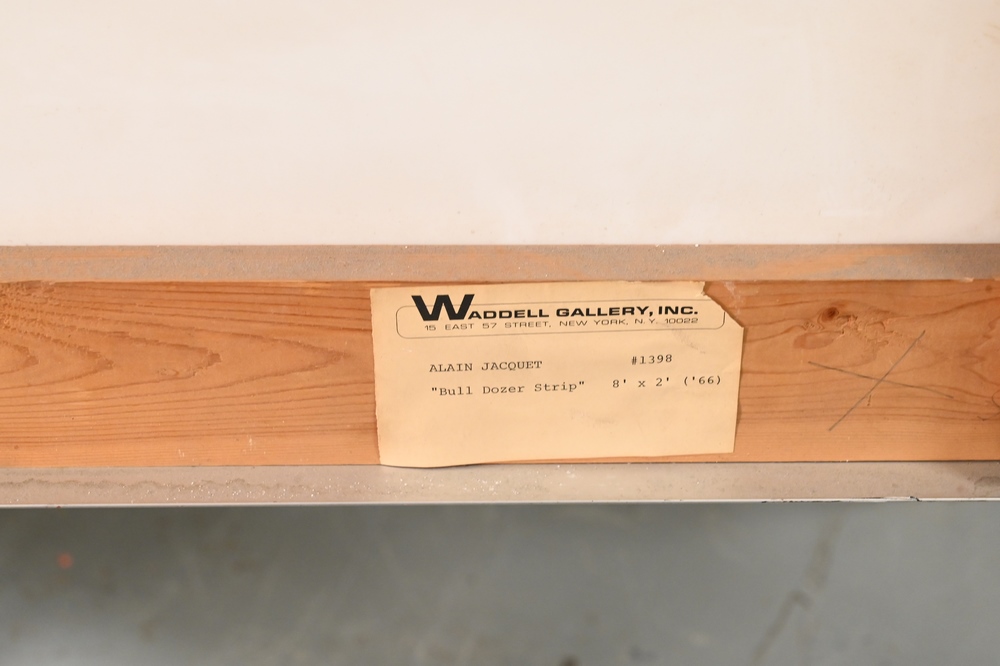 WADDELL GALLERY, INC.
15 EAST 57 STREET, NEW YORK, N.Y. 10022
ALAIN JACQUET #1398
"Bull Dozer Strip" 8' x 2' ('66)